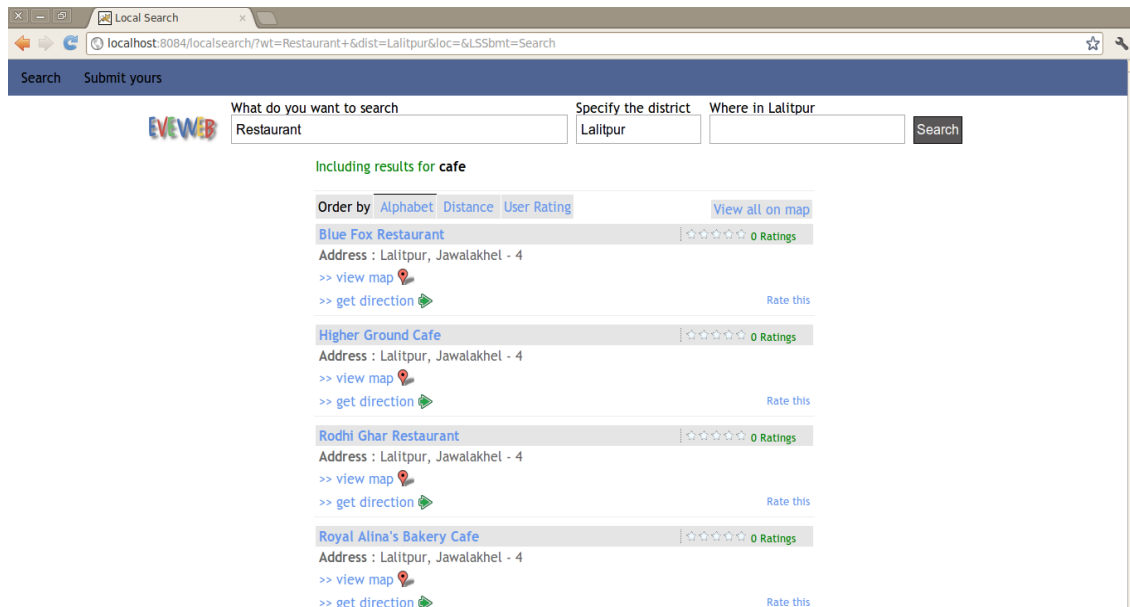 Local Search
localhost:8084/localsearch/?wt=Restaurant+&dist=Lalitpur&loc=&LSSbmt=Search
Search Submit yours
What do you want to search Specify the district Where in Lalitpur
EVEWEB Restaurant Lalitpur Search
Including results for cafe
Order by Alphabet Distance User Rating View all on map
Blue Fox Restaurant 0 Ratings
Address : Lalitpur, Jawalakhel - 4
>> view map
>> get direction Rate this
Higher Ground Cafe 0 Ratings
Address : Lalitpur, Jawalakhel - 4
>> view map
>> get direction Rate this
Rodhi Ghar Restaurant 0 Ratings
Address : Lalitpur, Jawalakhel - 4
>> view map
>> get direction Rate this
Royal Alina's Bakery Cafe 0 Ratings
Address : Lalitpur, Jawalakhel - 4
>> view map
>> get direction Rate this